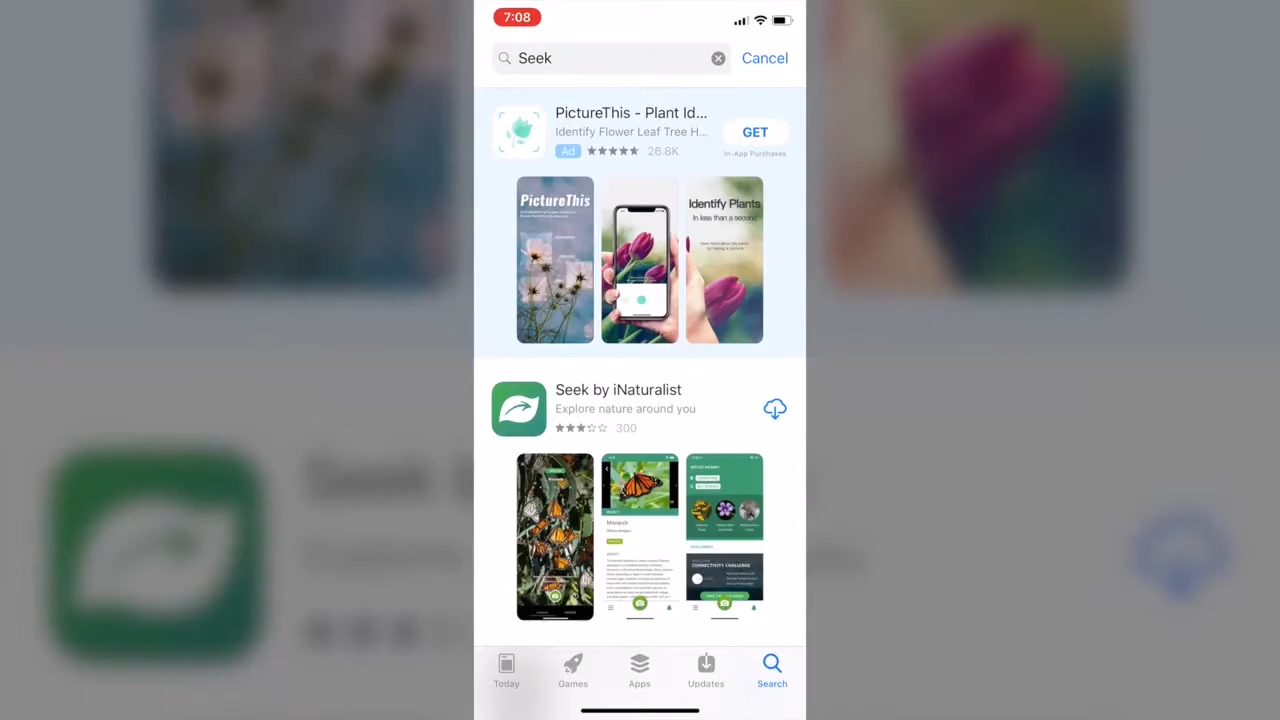 7:08
Seek
Cancel
PictureThis - Plant Id...
Identify Flower Leaf Tree H...
Ad
26.8K
GET
In-App Purchases
PictureThis
Identify Plants
In less than a second
Seek by iNaturalist
Explore nature around you
300
Monarch
CONNECTIVITY CHALLENGE
Today
Games
Apps
Updates
Search